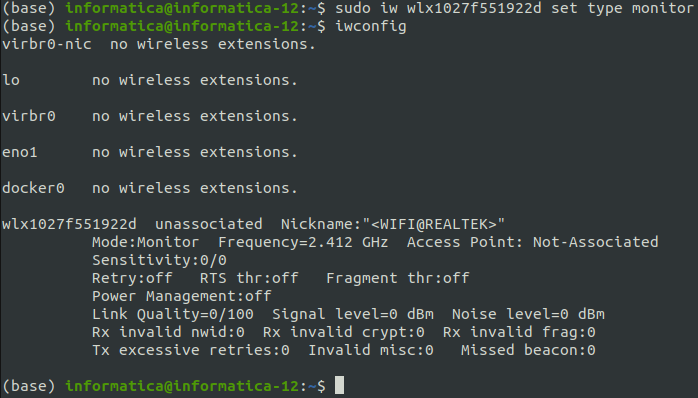 (base) informatica@informatica-12:~$ sudo iw wlx1027f551922d set type monitor
(base) informatica@informatica-12:~$ iwconfig
virbr0-nic  no wireless extensions.
lo        no wireless extensions.
virbr0    no wireless extensions.
eno1      no wireless extensions.
docker0   no wireless extensions.
wlx1027f551922d  unassociated  Nickname:"<WIFI@REALTEK>"
          Mode:Monitor  Frequency=2.412 GHz  Access Point: Not-Associated
          Sensitivity:0/0
          Retry:off   RTS thr:off   Fragment thr:off
          Power Management:off
          Link Quality=0/100  Signal level=0 dBm  Noise level=0 dBm
          Rx invalid nwid:0  Rx invalid crypt:0  Rx invalid frag:0
          Tx excessive retries:0  Invalid misc:0   Missed beacon:0
(base) informatica@informatica-12:~$